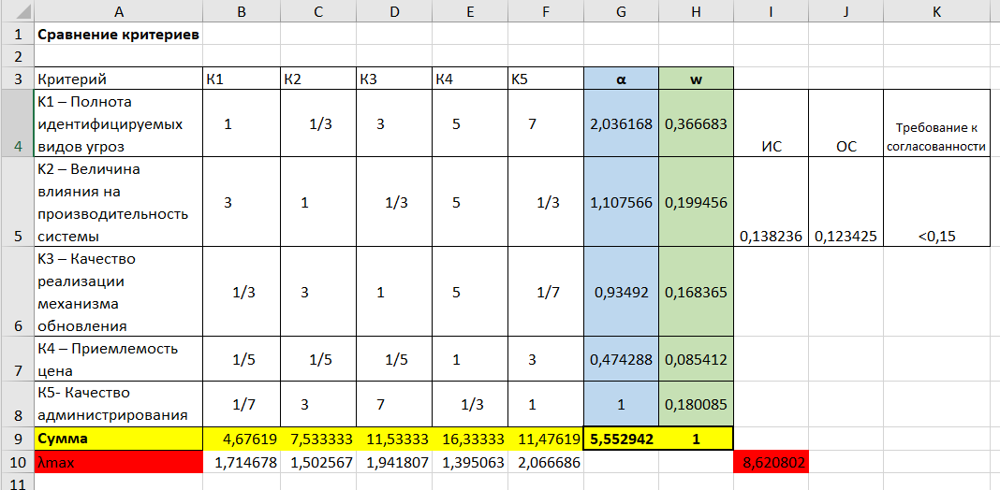 A B C D E F G H I J K
1 Сравнение критериев
2
3 Критерий К1 К2 К3 К4 К5 α w
K1 – Полнота
идентифицируемых
видов угроз
4 1 1/3 3 5 7 2,036168 0,366683 ИС ОС Требование к
согласованности
K2 – Величина
влияния на
производительность
системы
5 3 1 1/3 5 1/3 1,107566 0,199456 0,138236 0,123425 <0,15
K3 – Качество
реализации
механизма
обновления
6 1/3 3 1 5 1/7 0,93492 0,168365
К4 – Приемлемость
цена
7 1/5 1/5 1/5 1 3 0,474288 0,085412
К5- Качество
администрирования
8 1/7 3 7 1/3 1 1 0,180085
9 Сумма 4,67619 7,533333 11,53333 16,33333 11,47619 5,552942 1
10 λmax 1,714678 1,502567 1,941807 1,395063 2,066686 8,620802
11